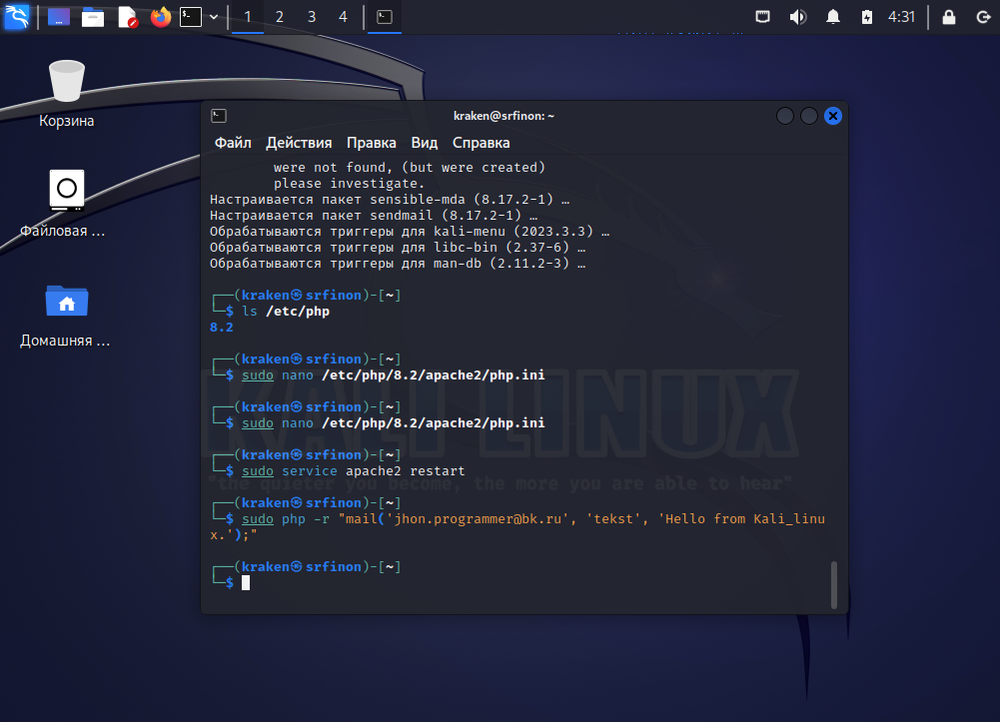 1 2 3 4
4:31
Корзина
Файловая ...
Домашняя ...
kraken@srfinon: ~
Файл Действия Правка Вид Справка
were not found, (but were created)
please investigate.
Настраивается пакет sensible-mda (8.17.2-1) …
Настраивается пакет sendmail (8.17.2-1) …
Обрабатываются триггеры для kali-menu (2023.3.3) …
Обрабатываются триггеры для libc-bin (2.37-6) …
Обрабатываются триггеры для man-db (2.11.2-3) …
┌──(kraken㉿srfinon)-[~]
└─$ ls /etc/php
8.2
┌──(kraken㉿srfinon)-[~]
└─$ sudo nano /etc/php/8.2/apache2/php.ini
┌──(kraken㉿srfinon)-[~]
└─$ sudo nano /etc/php/8.2/apache2/php.ini
┌──(kraken㉿srfinon)-[~]
└─$ sudo service apache2 restart
┌──(kraken㉿srfinon)-[~]
└─$ sudo php -r "mail('jhon.programmer@bk.ru', 'tekst', 'Hello from Kali_linu
x.');"
┌──(kraken㉿srfinon)-[~]
└─$
KALI LINUX
"the quieter you become, the more you are able to hear"